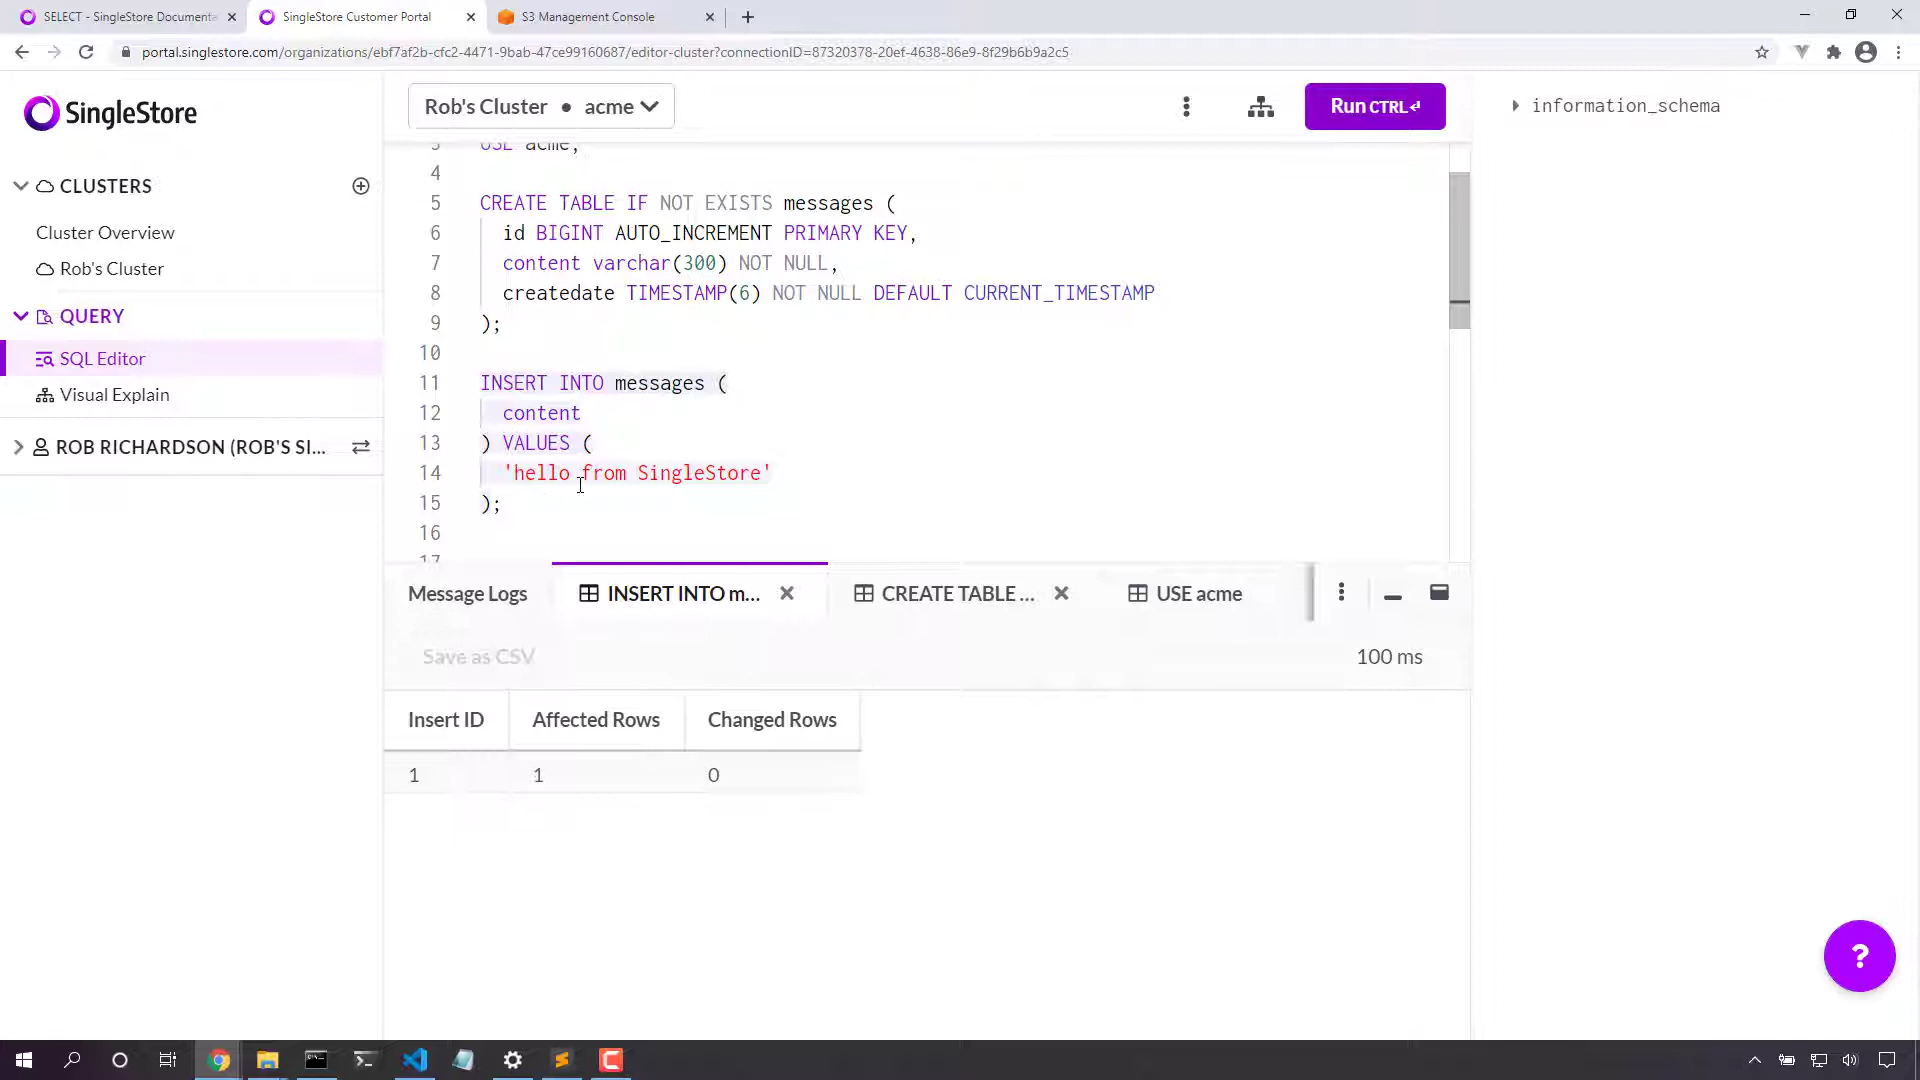 SELECT - SingleStore Documenta
SingleStore Customer Portal
S3 Management Console
portal.singlestore.com/organizations/ebf7af2b-cfc2-4471-9bab-47ce99160687/editor-cluster?connectionID=87320378-20ef-4638-86e9-8f29b6b9a2c5
SingleStore
CLUSTERS
Cluster Overview
Rob's Cluster
QUERY
SQL Editor
Visual Explain
ROB RICHARDSON (ROB'S SI...
Rob's Cluster • acme
Run CTRL↵
3 USE acme;
4
5 CREATE TABLE IF NOT EXISTS messages (
6 id BIGINT AUTO_INCREMENT PRIMARY KEY,
7 content varchar(300) NOT NULL,
8 createdate TIMESTAMP(6) NOT NULL DEFAULT CURRENT_TIMESTAMP
9 );
10
11 INSERT INTO messages (
12 content
13 ) VALUES (
14 'hello from SingleStore'
15 );
16
17
Message Logs
INSERT INTO m...
CREATE TABLE ...
USE acme
Save as CSV
100 ms
Insert ID Affected Rows Changed Rows
1 1 0
information_schema
?